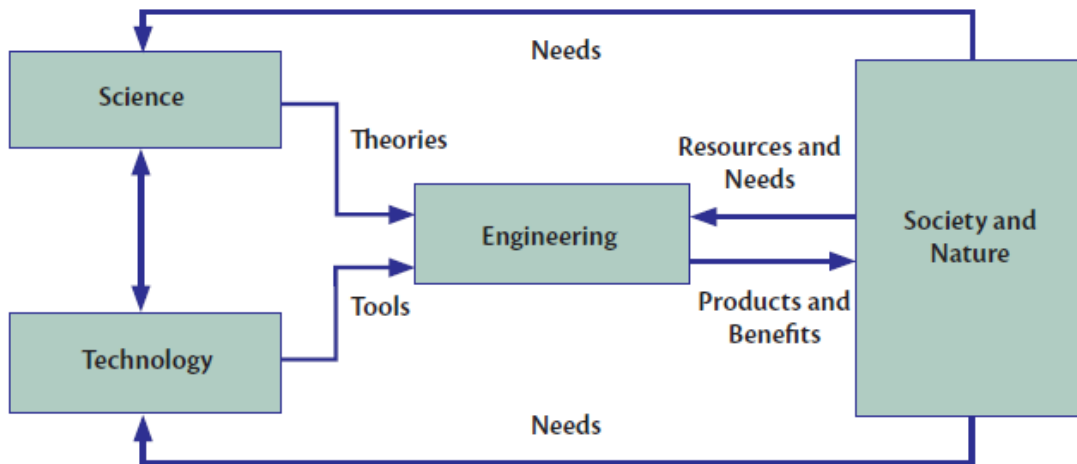 Needs
Science
Theories
Resources and
Needs
Engineering
Society and
Nature
Tools
Products and
Benefits
Technology
Needs